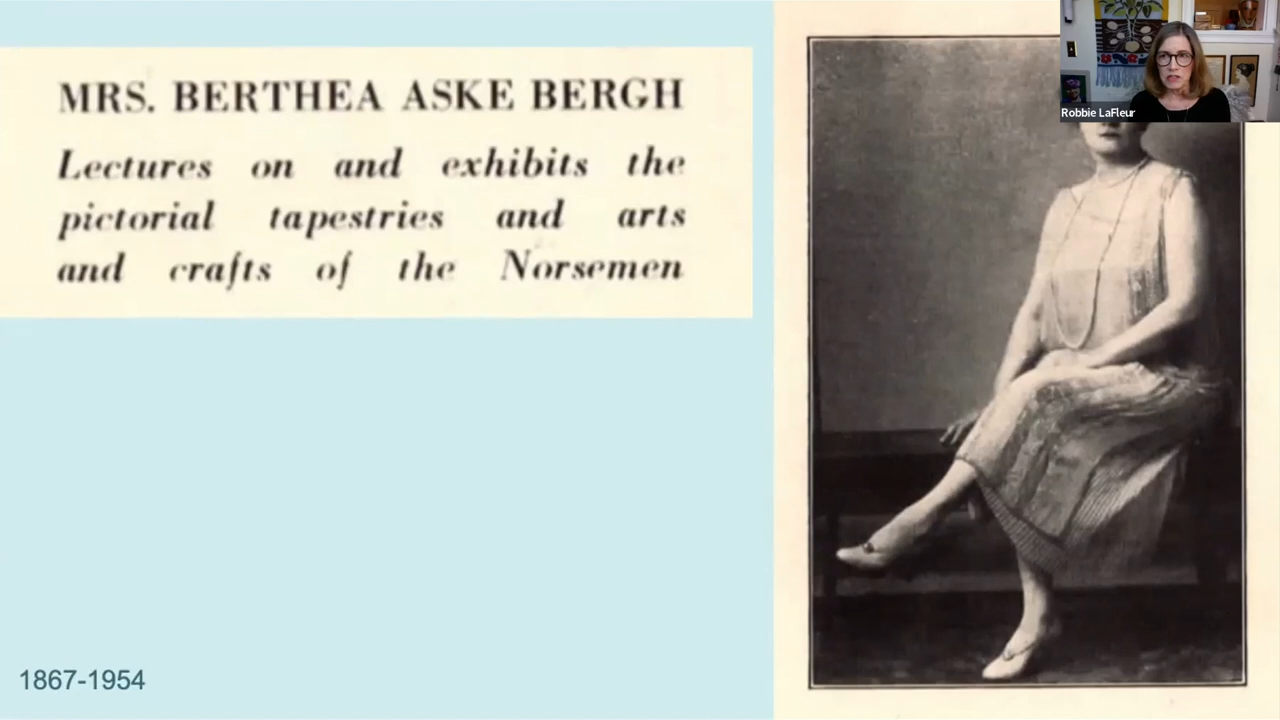 MRS. BERTHEA ASKE BERGH
Lectures on and exhibits the
pictorial tapestries and arts
and crafts of the Norsemen
1867-1954
Robbie LaFleur